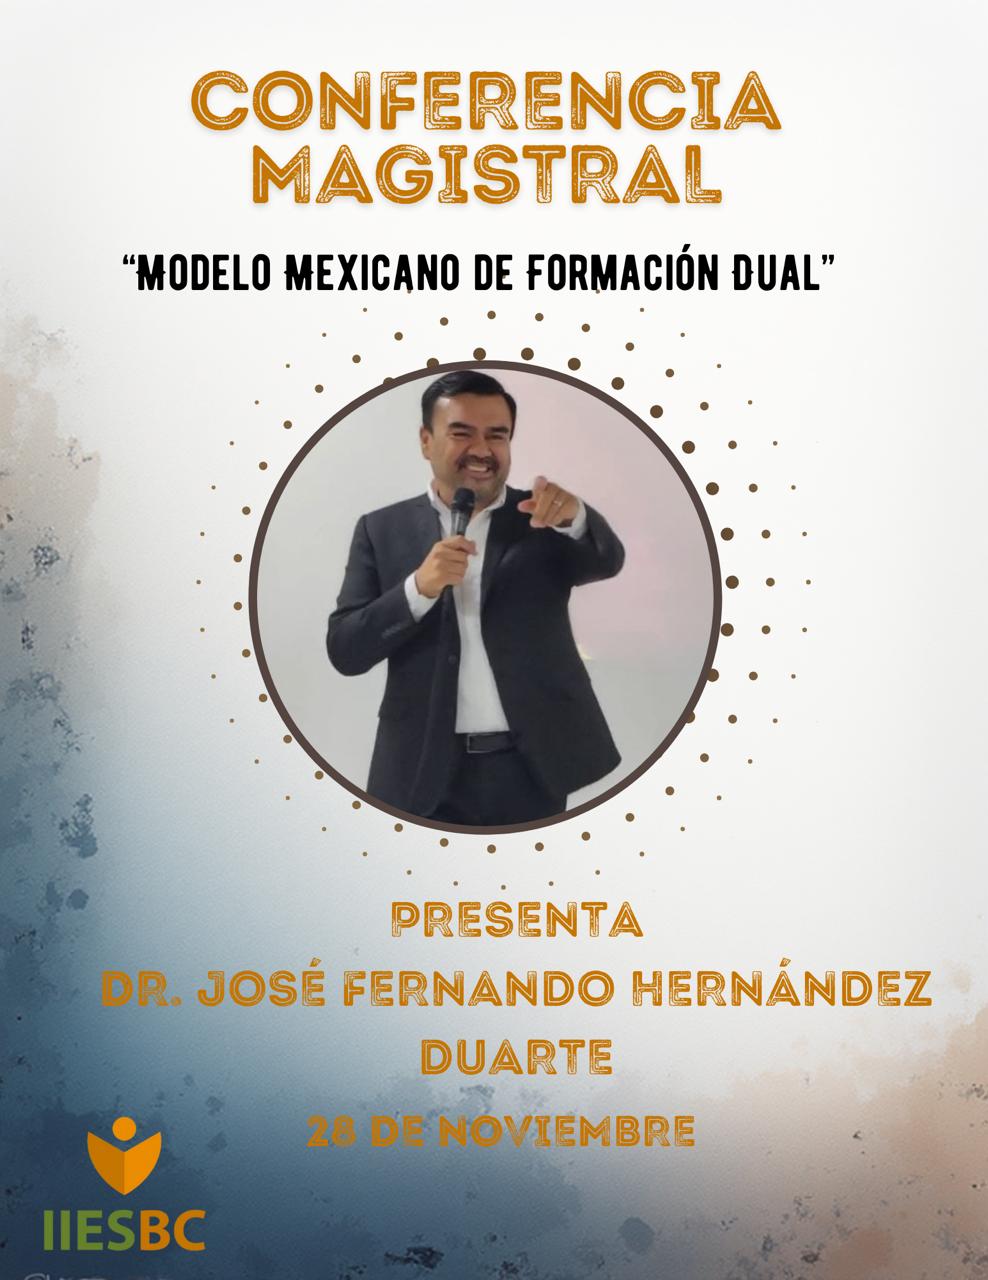 CONFERENCIA
MAGISTRAL
“MODELO MEXICANO DE FORMACIÓN DUAL”
PRESENTA
DR. JOSÉ FERNANDO HERNÁNDEZ
DUARTE
28 DE NOVIEMBRE
IIESBC